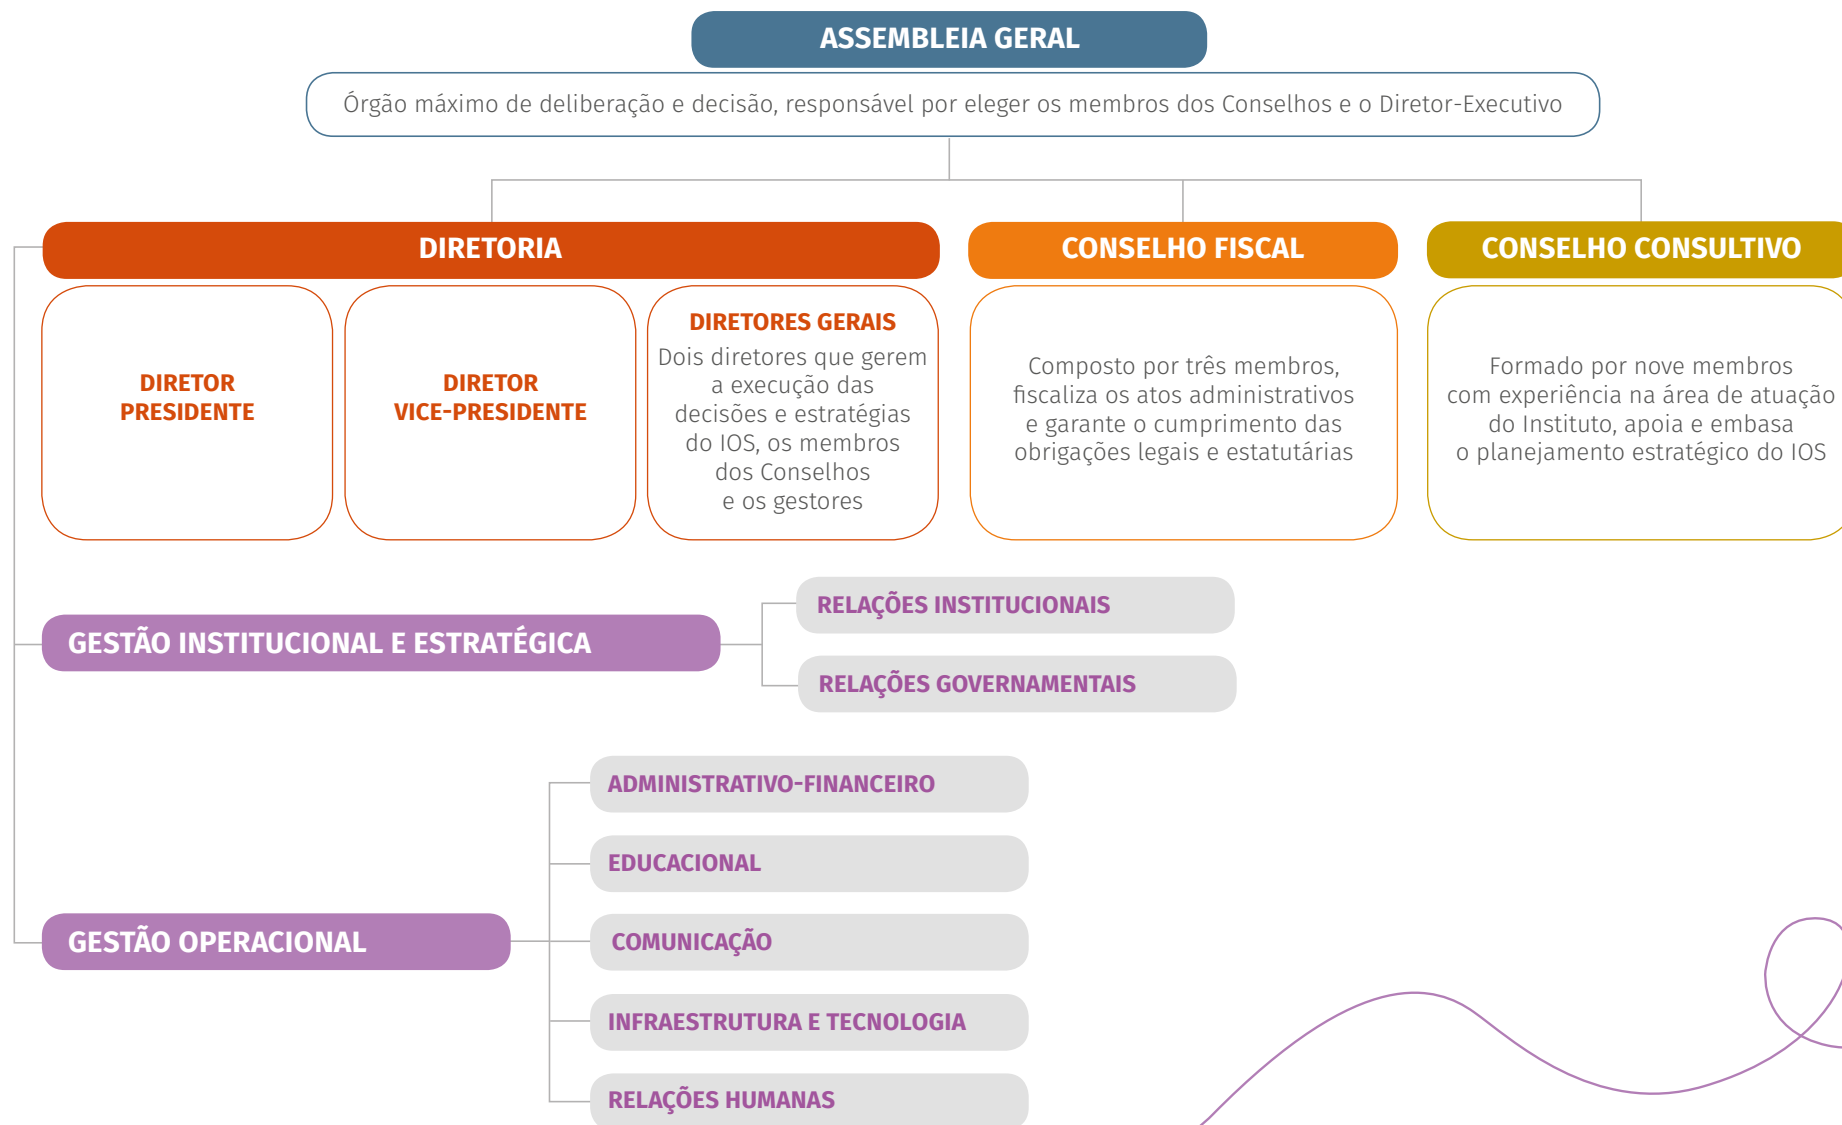 ASSEMBLEIA GERAL
Órgão máximo de deliberação e decisão, responsável por eleger os membros dos Conselhos e o Diretor-Executivo
DIRETORIA
DIRETOR
PRESIDENTE
DIRETOR
VICE-PRESIDENTE
DIRETORES GERAIS
Dois diretores que gerem
a execução das
decisões e estratégias
do IOS, os membros
dos Conselhos
e os gestores
CONSELHO FISCAL
Composto por três membros,
fiscaliza os atos administrativos
e garante o cumprimento das
obrigações legais e estatutárias
CONSELHO CONSULTIVO
Formado por nove membros
com experiência na área de atuação
do Instituto, apoia e embasa
o planejamento estratégico do IOS
GESTÃO INSTITUCIONAL E ESTRATÉGICA
RELAÇÕES INSTITUCIONAIS
RELAÇÕES GOVERNAMENTAIS
GESTÃO OPERACIONAL
ADMINISTRATIVO-FINANCEIRO
EDUCACIONAL
COMUNICAÇÃO
INFRAESTRUTURA E TECNOLOGIA
RELAÇÕES HUMANAS